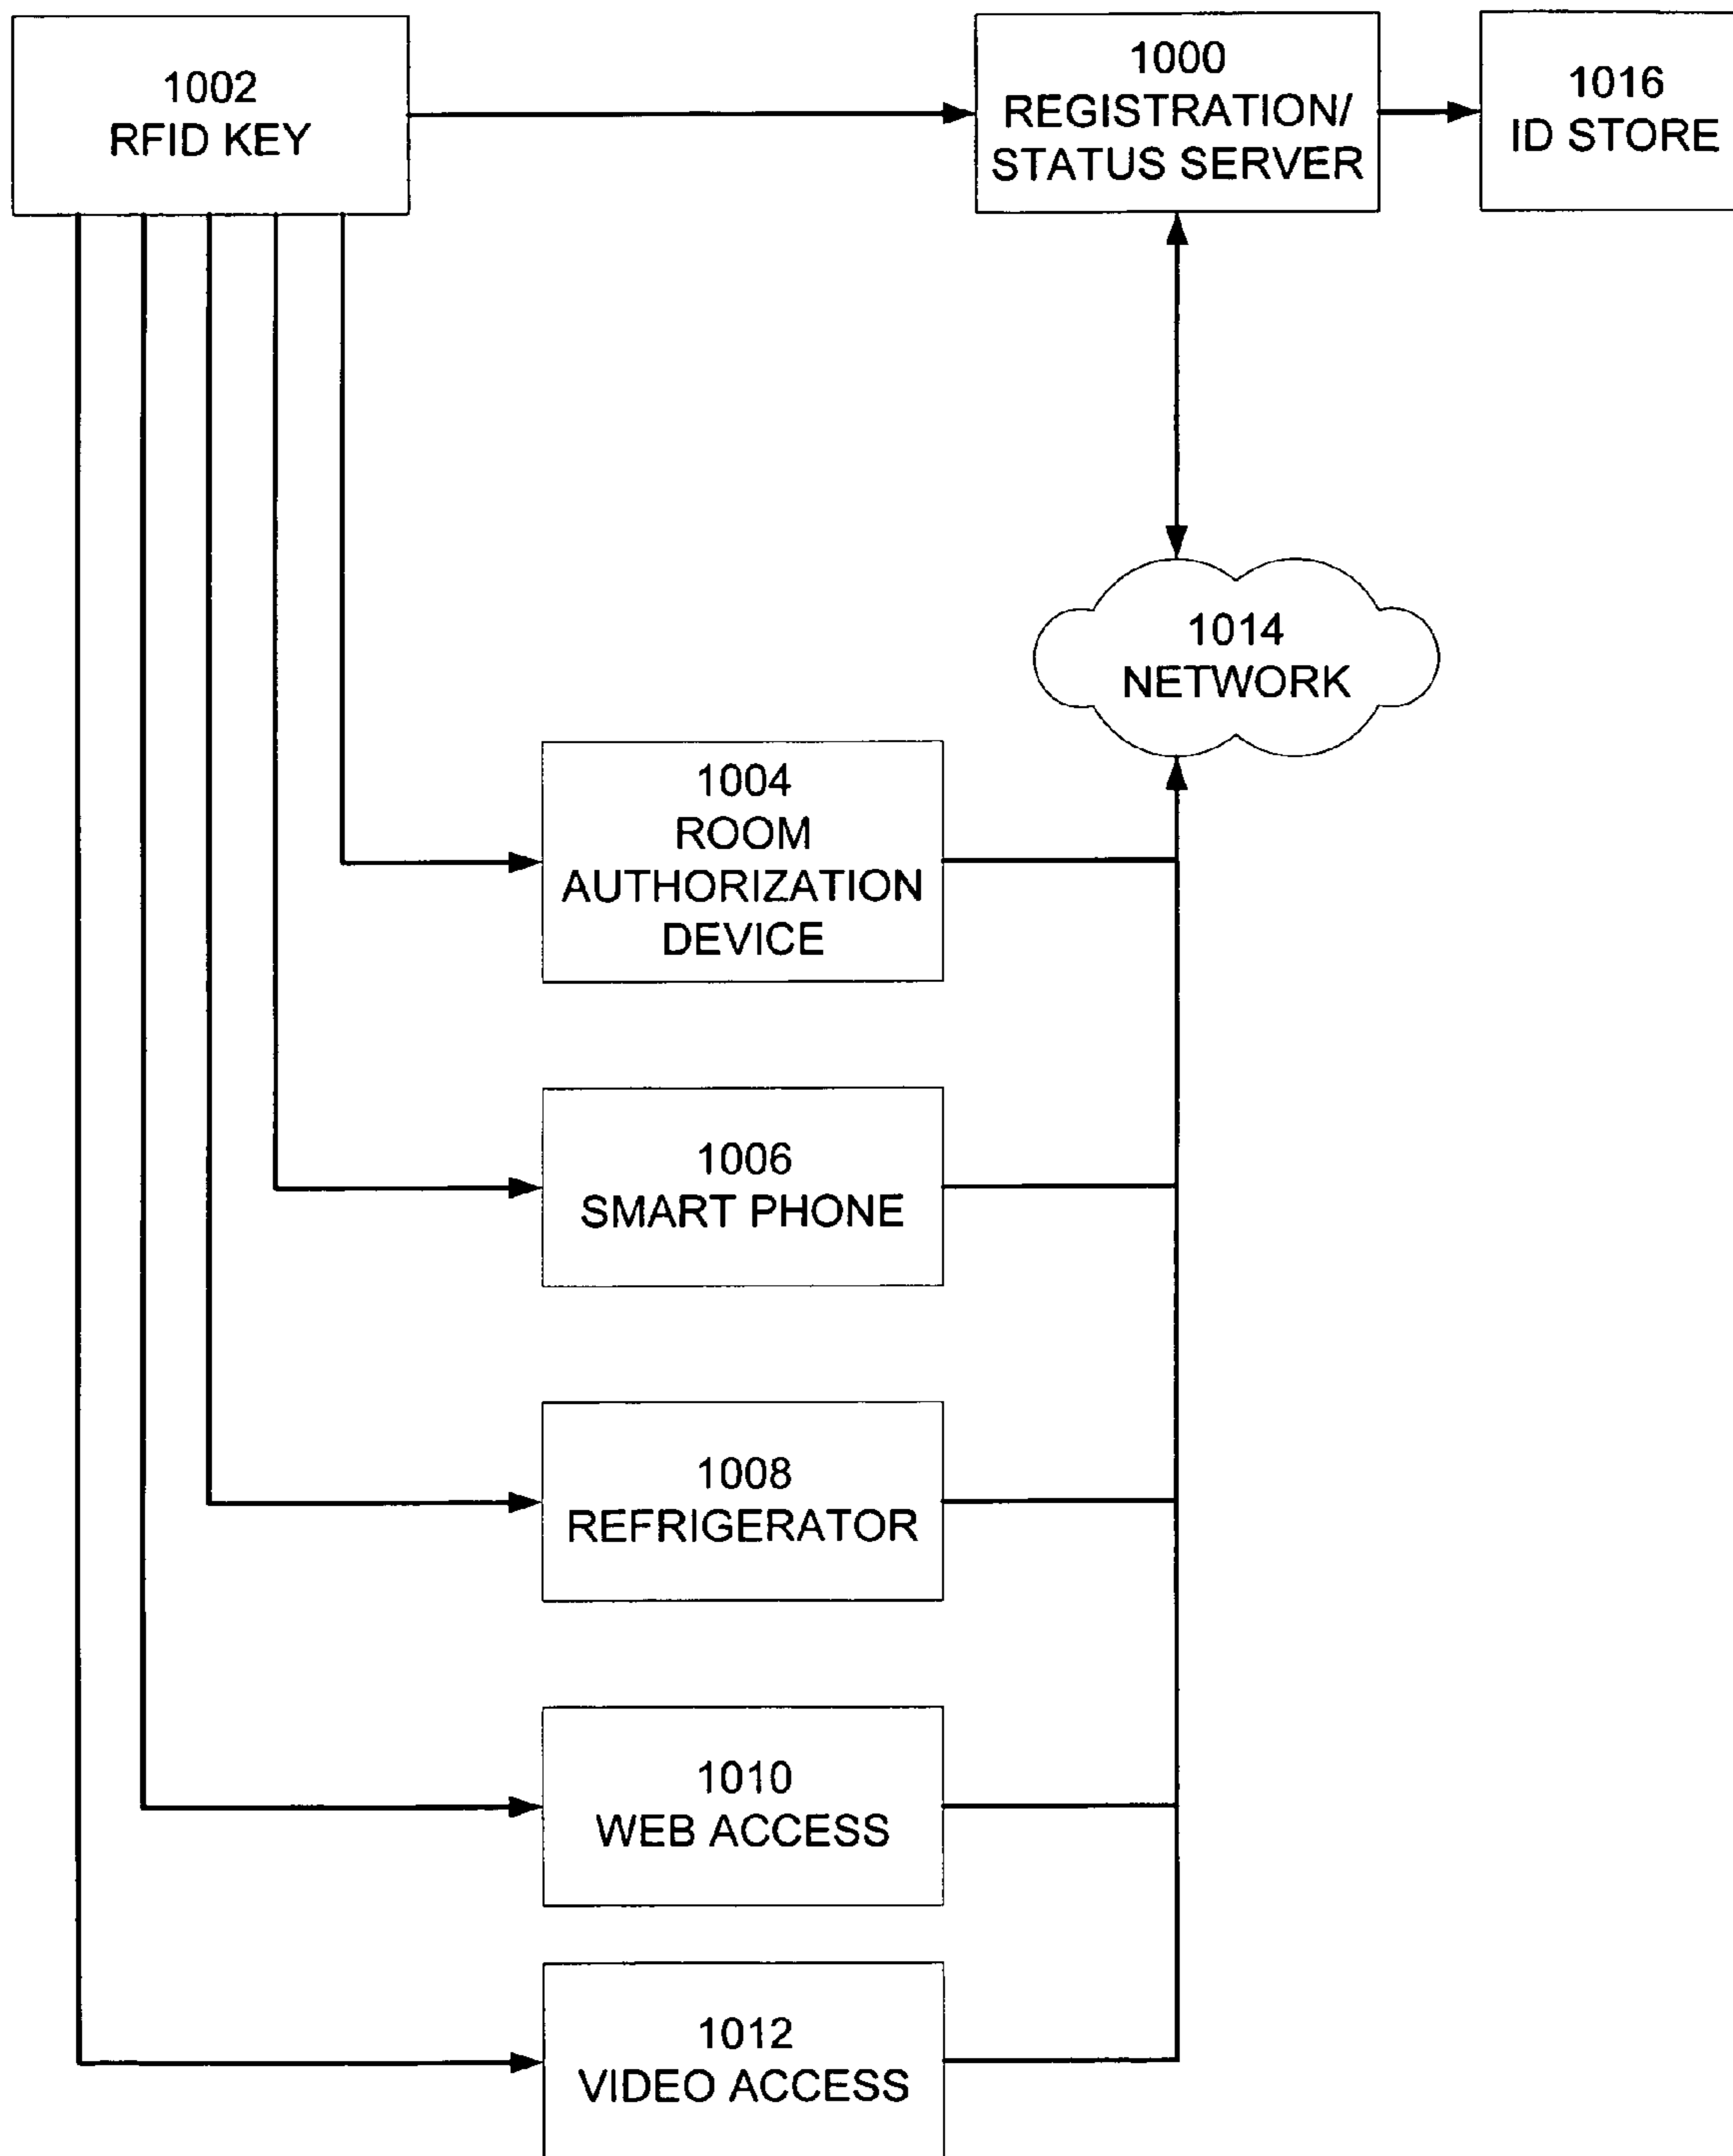 1002
RFID KEY
1000
REGISTRATION/
STATUS SERVER
1016
ID STORE
1014
NETWORK
1004
ROOM
AUTHORIZATION
DEVICE
1006
SMART PHONE
1008
REFRIGERATOR
1010
WEB ACCESS
1012
VIDEO ACCESS